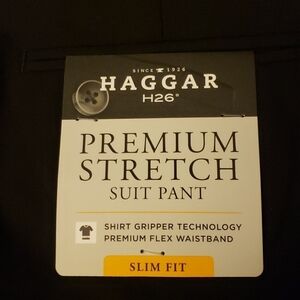 SINCE 1926
HAGGAR
H26®
PREMIUM
STRETCH
SUIT PANT
SHIRT GRIPPER TECHNOLOGY
PREMIUM FLEX WAISTBAND
SLIM FIT